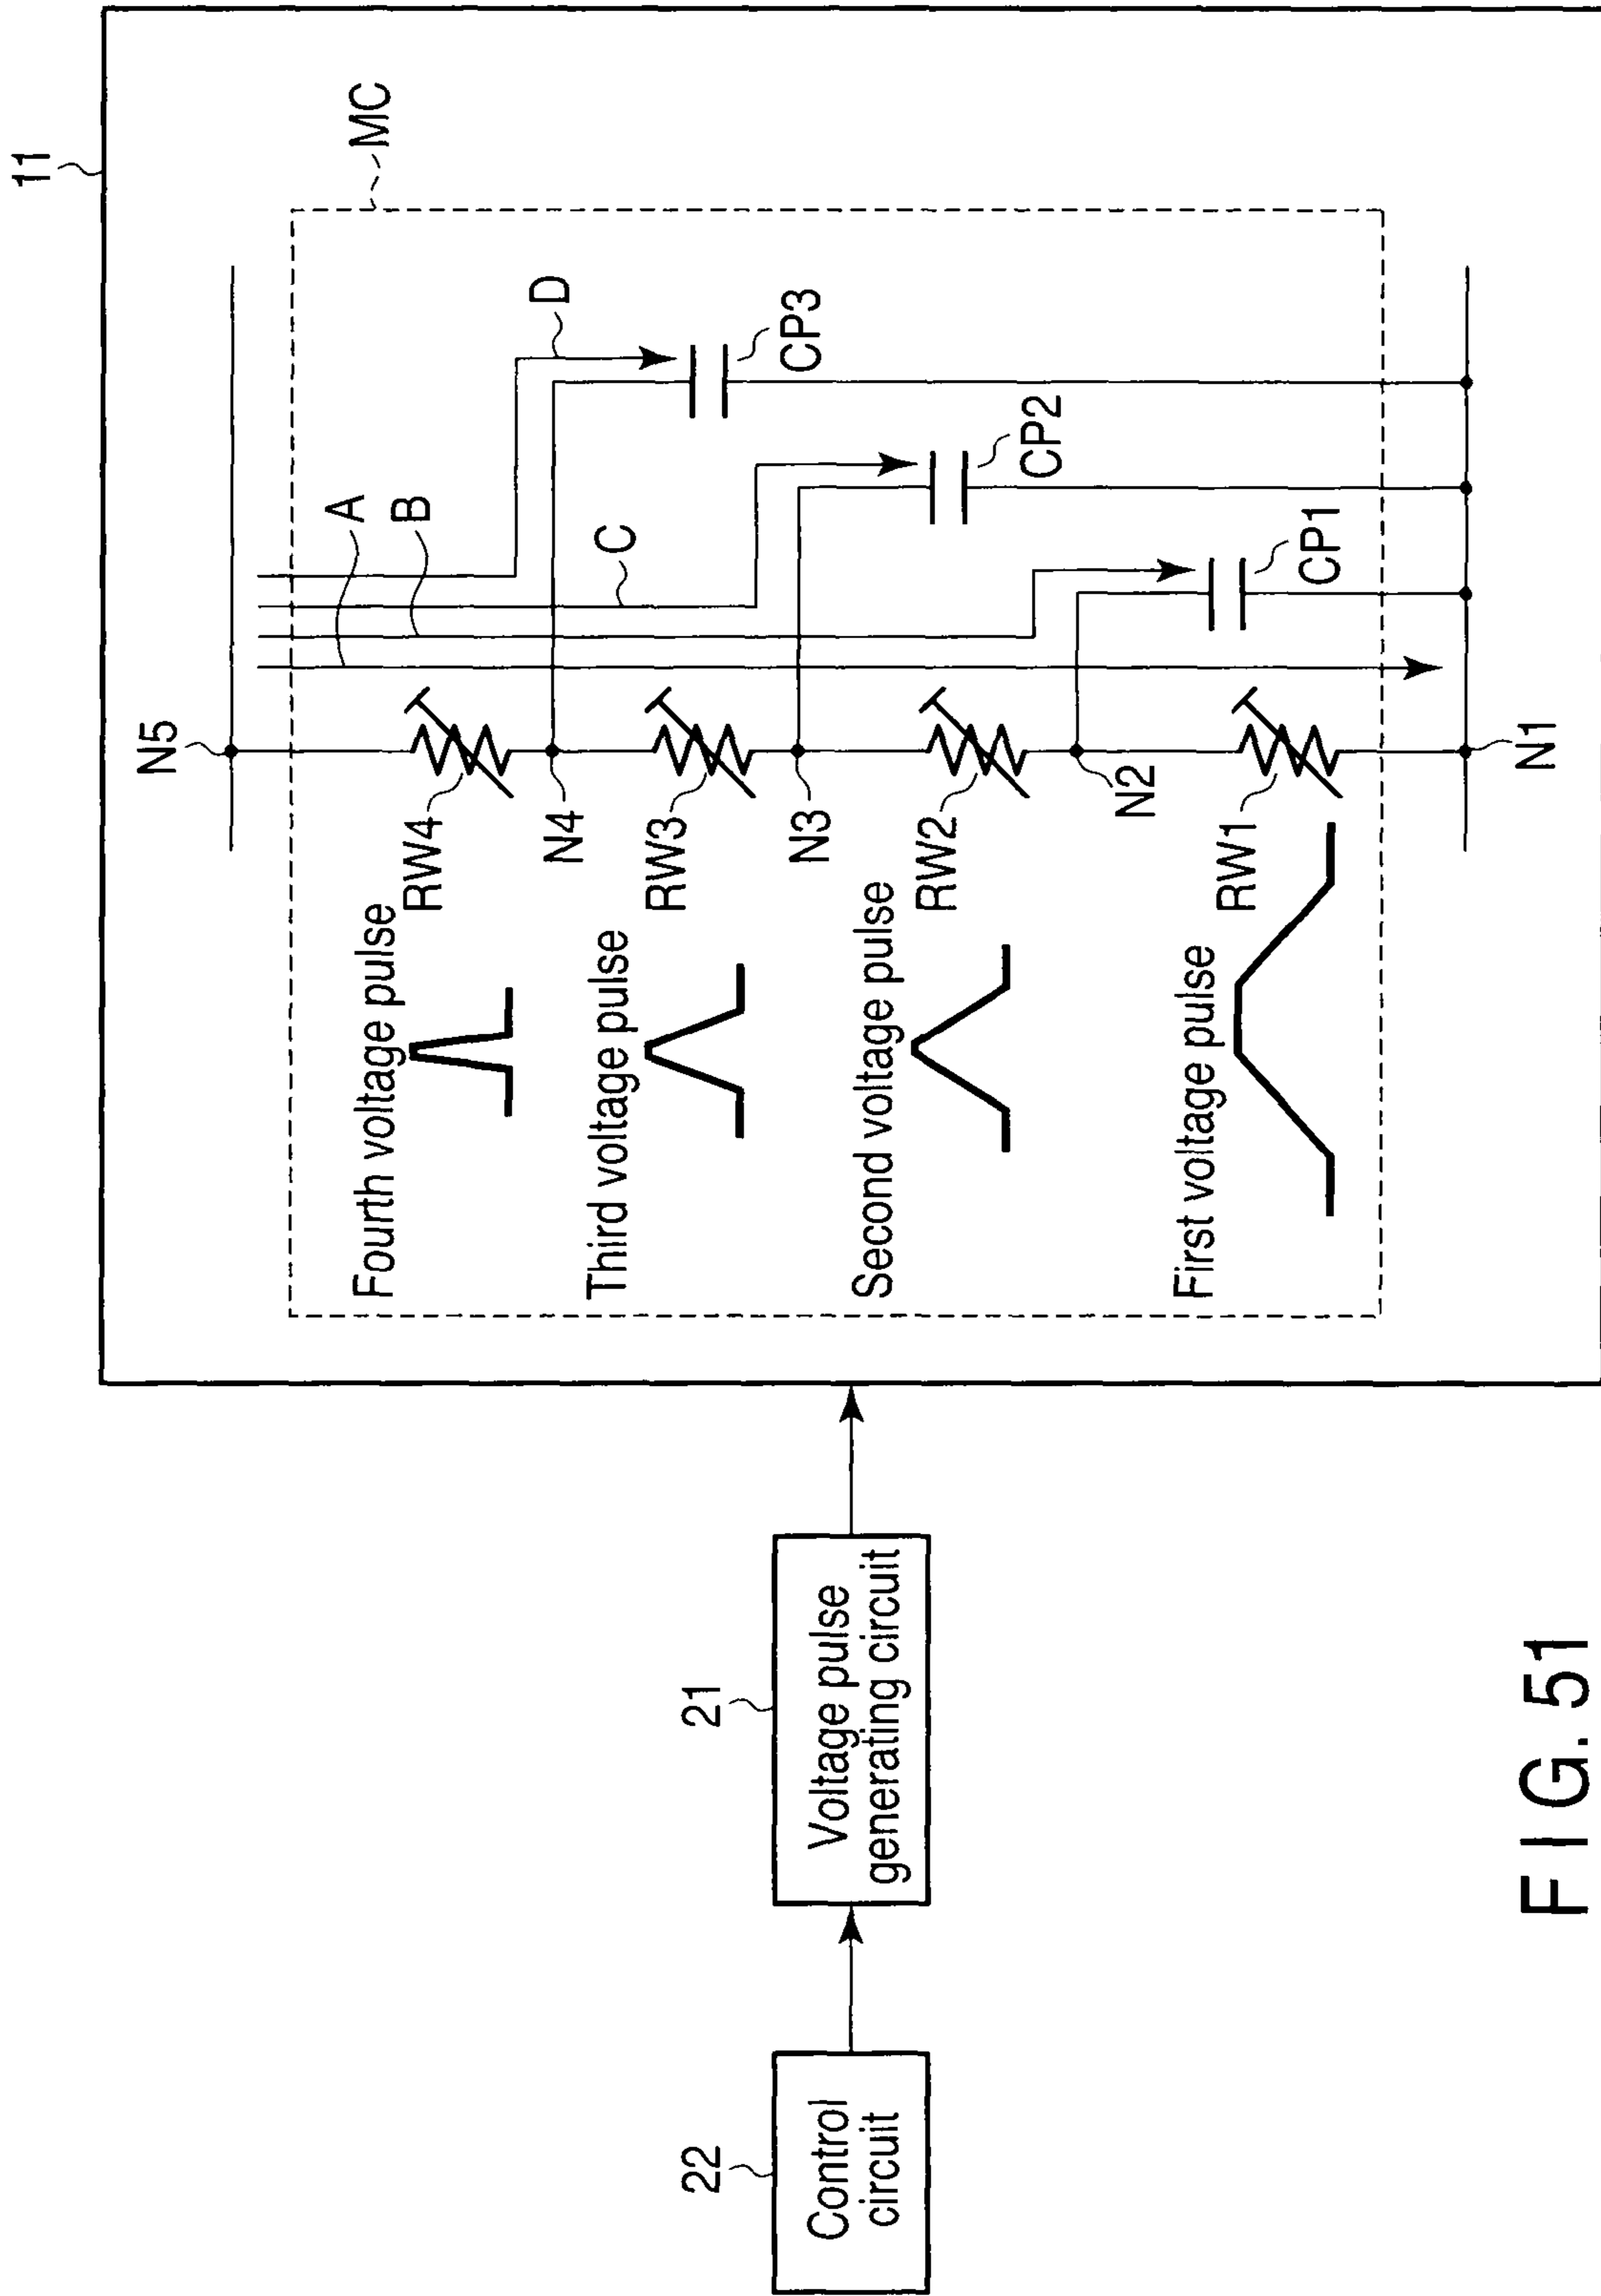 11
MC
N5
A
B
C
D
Fourth voltage pulse
RW4
N4
CP3
Third voltage pulse
RW3
N3
CP2
Second voltage pulse
RW2
N2
CP1
First voltage pulse
RW1
N1
22
Control
circuit
21
Voltage pulse
generating circuit
FIG. 51